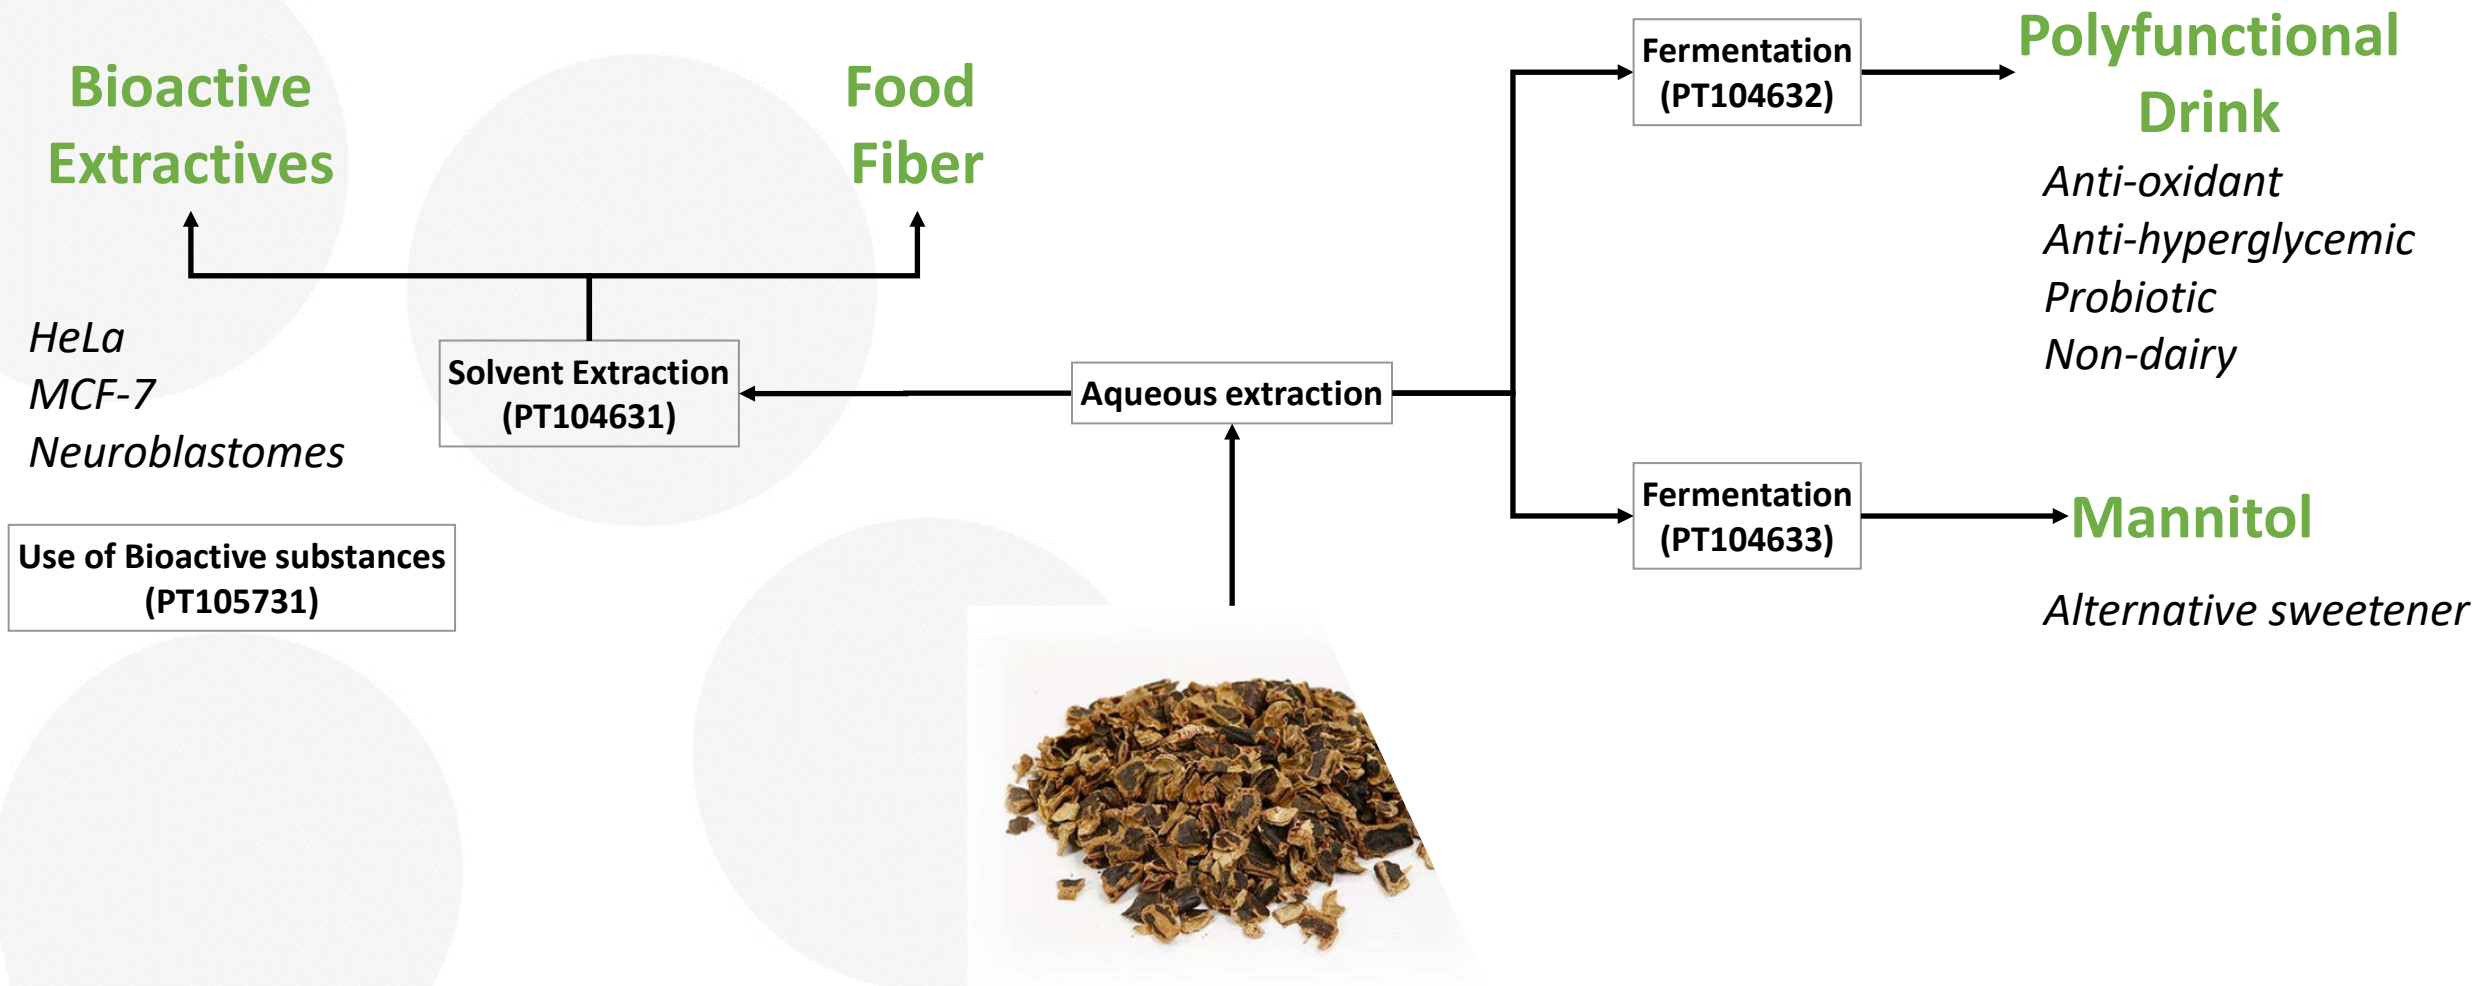 Bioactive
Extractives
Food
Fiber
Fermentation
(PT104632)
Polyfunctional
Drink
Anti-oxidant
Anti-hyperglycemic
Probiotic
Non-dairy
HeLa
MCF-7
Neuroblastomes
Solvent Extraction
(PT104631)
Aqueous extraction
Fermentation
(PT104633)
Mannitol
Alternative sweetener
Use of Bioactive substances
(PT105731)